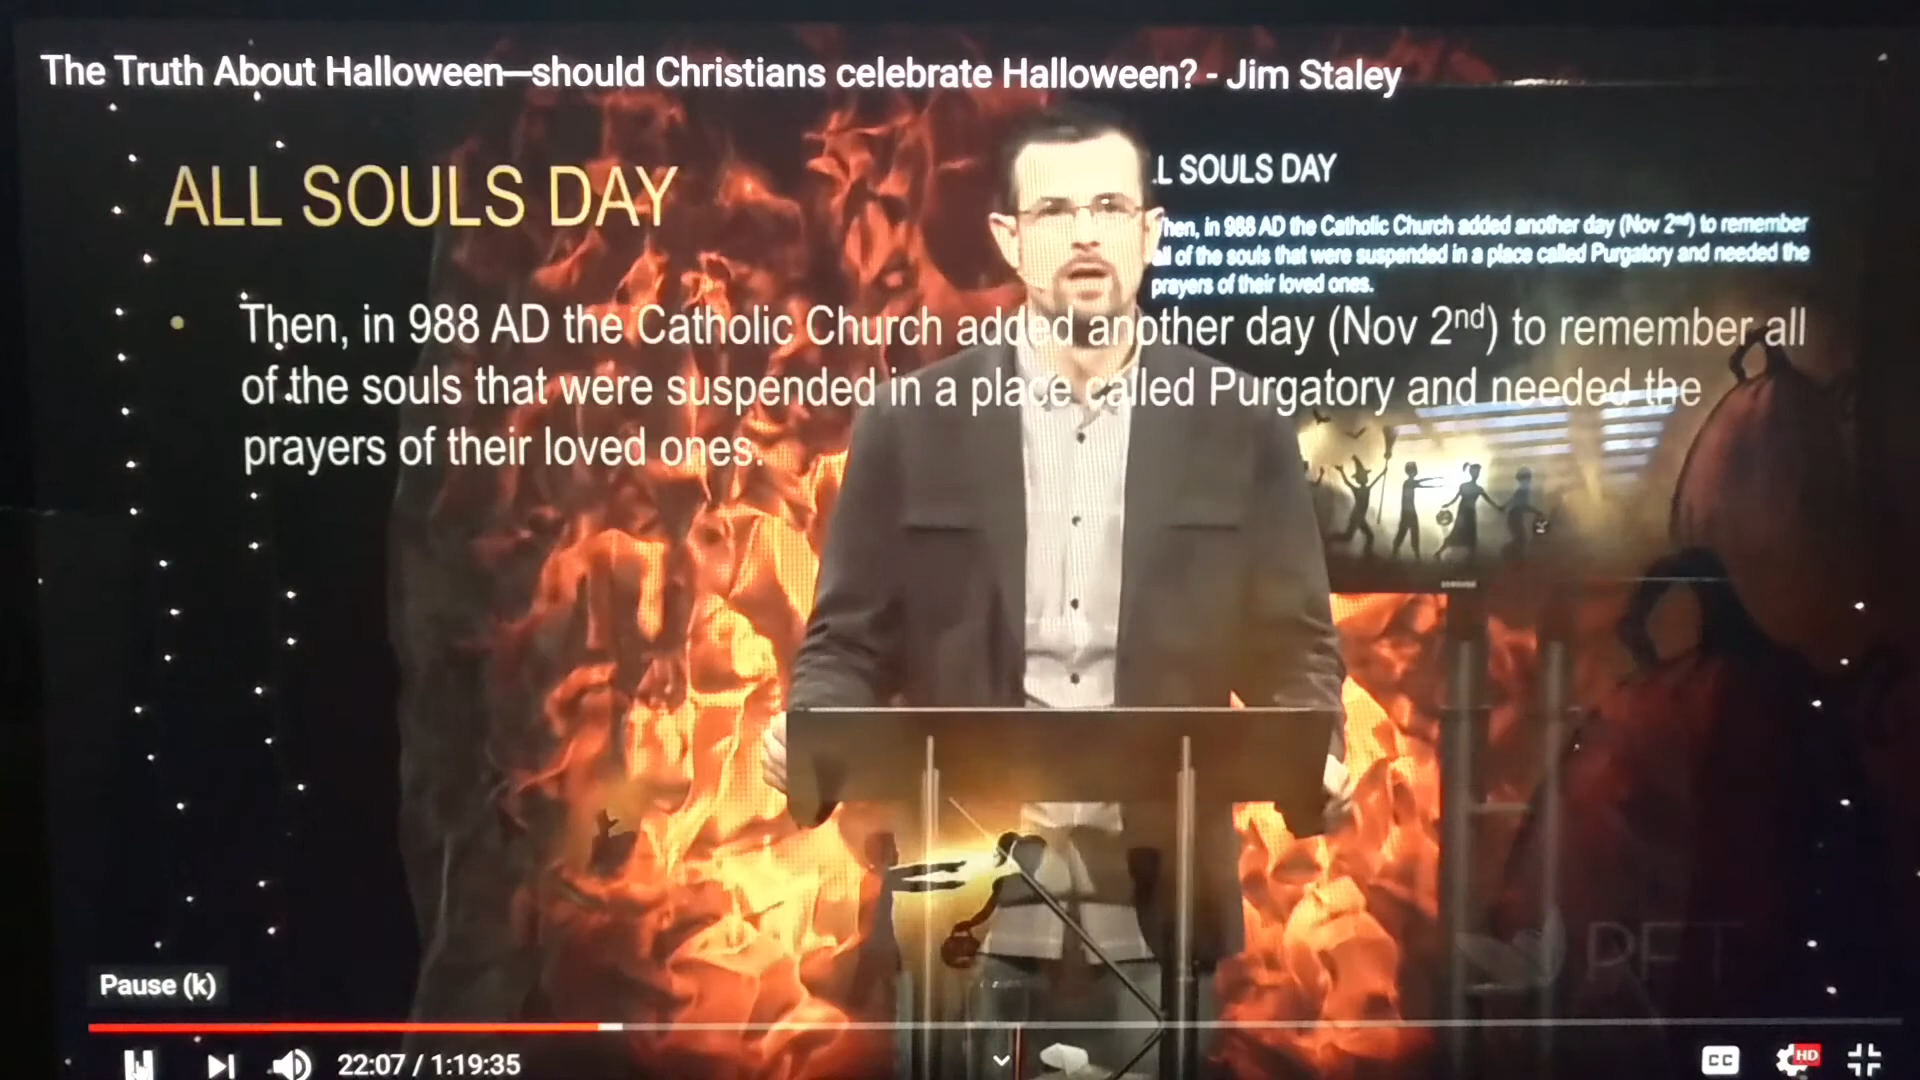 The Truth About Halloween—should Christians celebrate Halloween? - Jim Staley
ALL SOULS DAY
• Then, in 988 AD the Catholic Church added another day (Nov 2nd) to remember all
of the souls that were suspended in a place called Purgatory and needed the
prayers of their loved ones.
L SOULS DAY
hen, in 988 AD the Catholic Church added another day (Nov 2nd) to remember
all of the souls that were suspended in a place called Purgatory and needed the
prayers of their loved ones.
SAMSUNG
PFT
Pause (k)
22:07 / 1:19:35
CC
HD